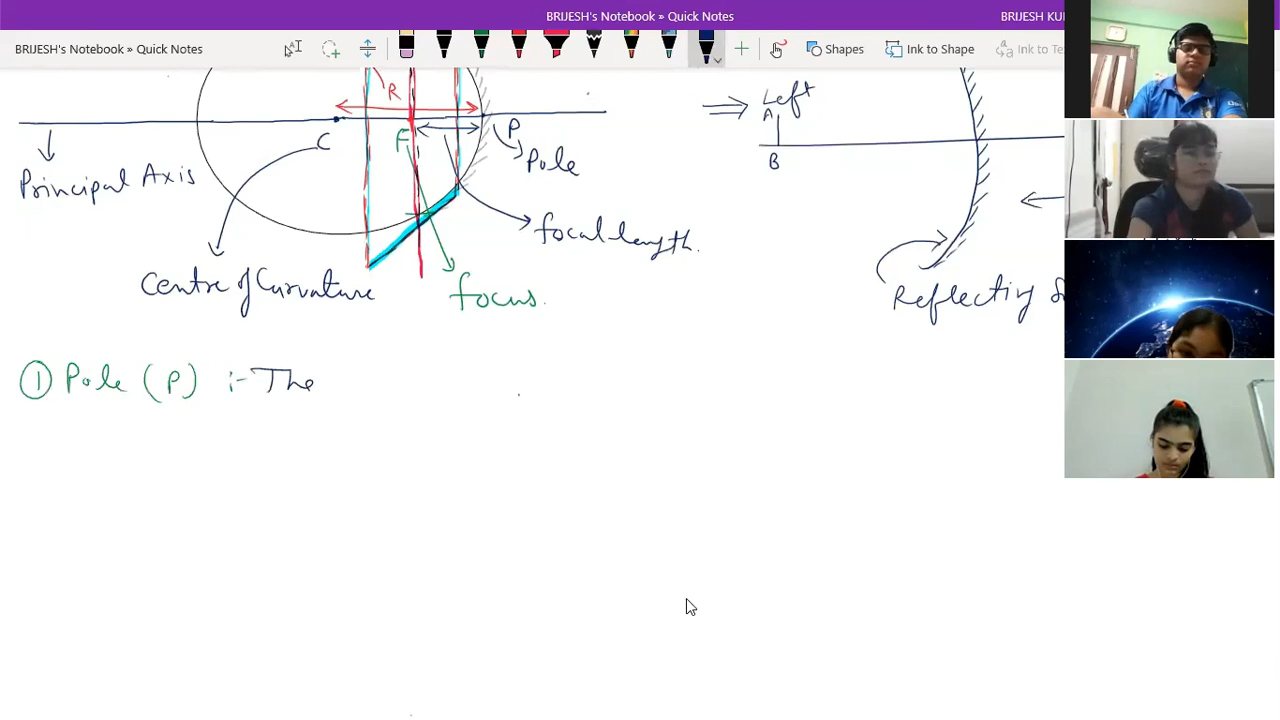 BRIJESH's Notebook » Quick Notes
BRIJESH's Notebook » Quick Notes
Shapes
Ink to Shape
R
C
F
P
Pole
Principal Axis
focal length.
Centre of Curvature
focus.
Left
A
B
Reflecting
① Pole (P) :- The